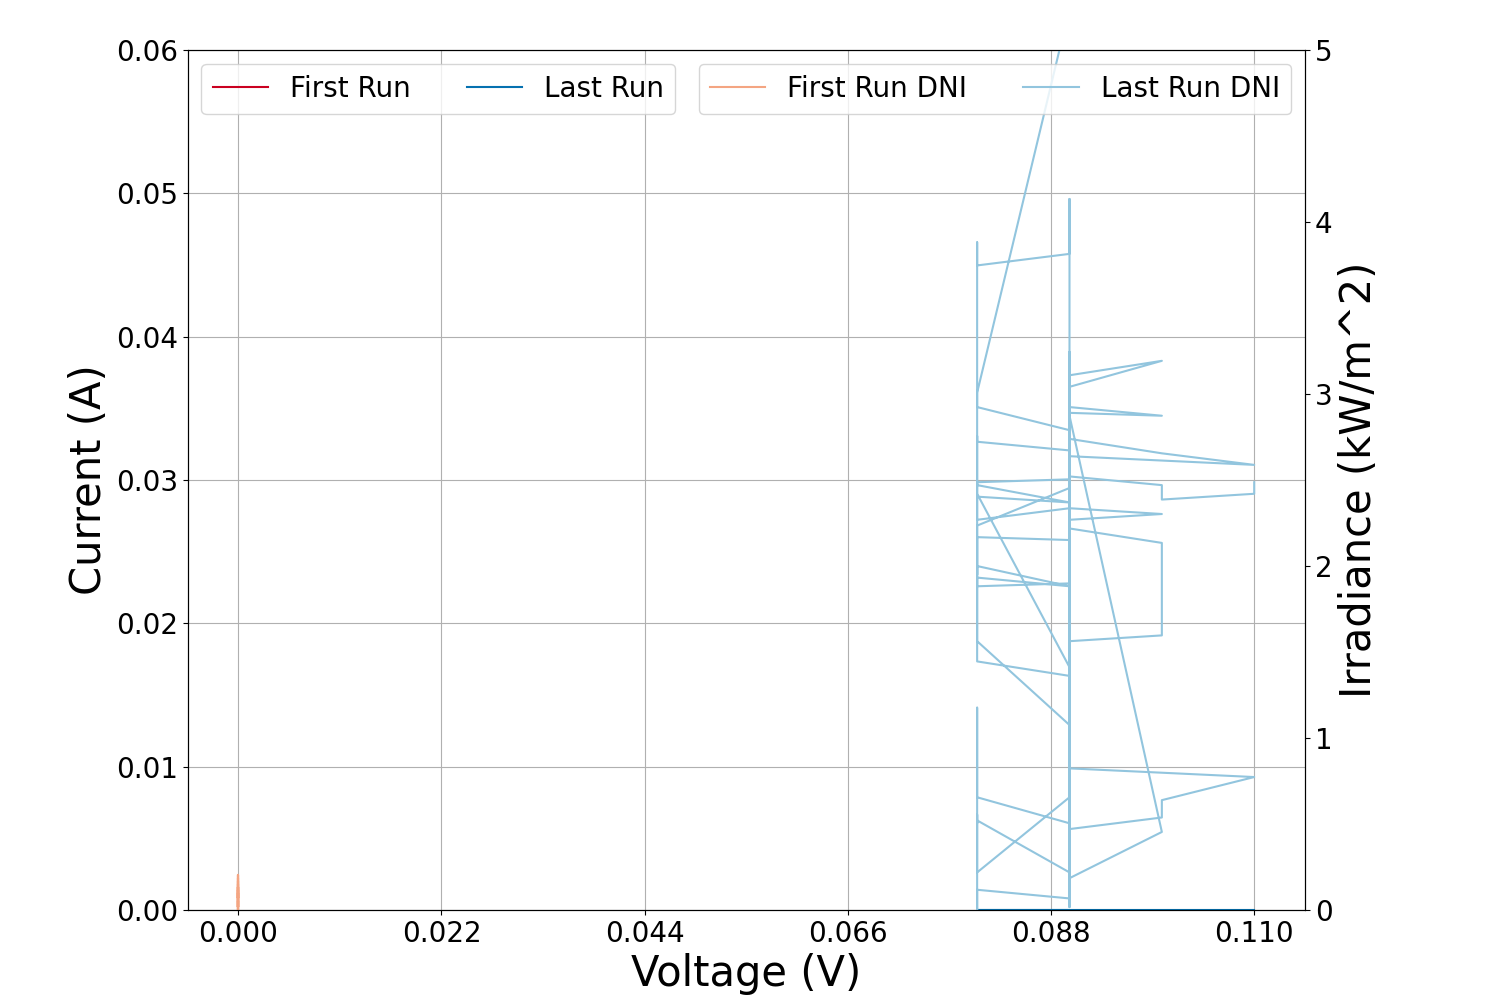 First Run
Last Run
First Run DNI
Last Run DNI
0.06
0.05
0.04
0.03
0.02
0.01
0.00
Current (A)
5
4
3
2
1
0
Irradiance (kW/m^2)
0.000
0.022
0.044
0.066
0.088
0.110
Voltage (V)